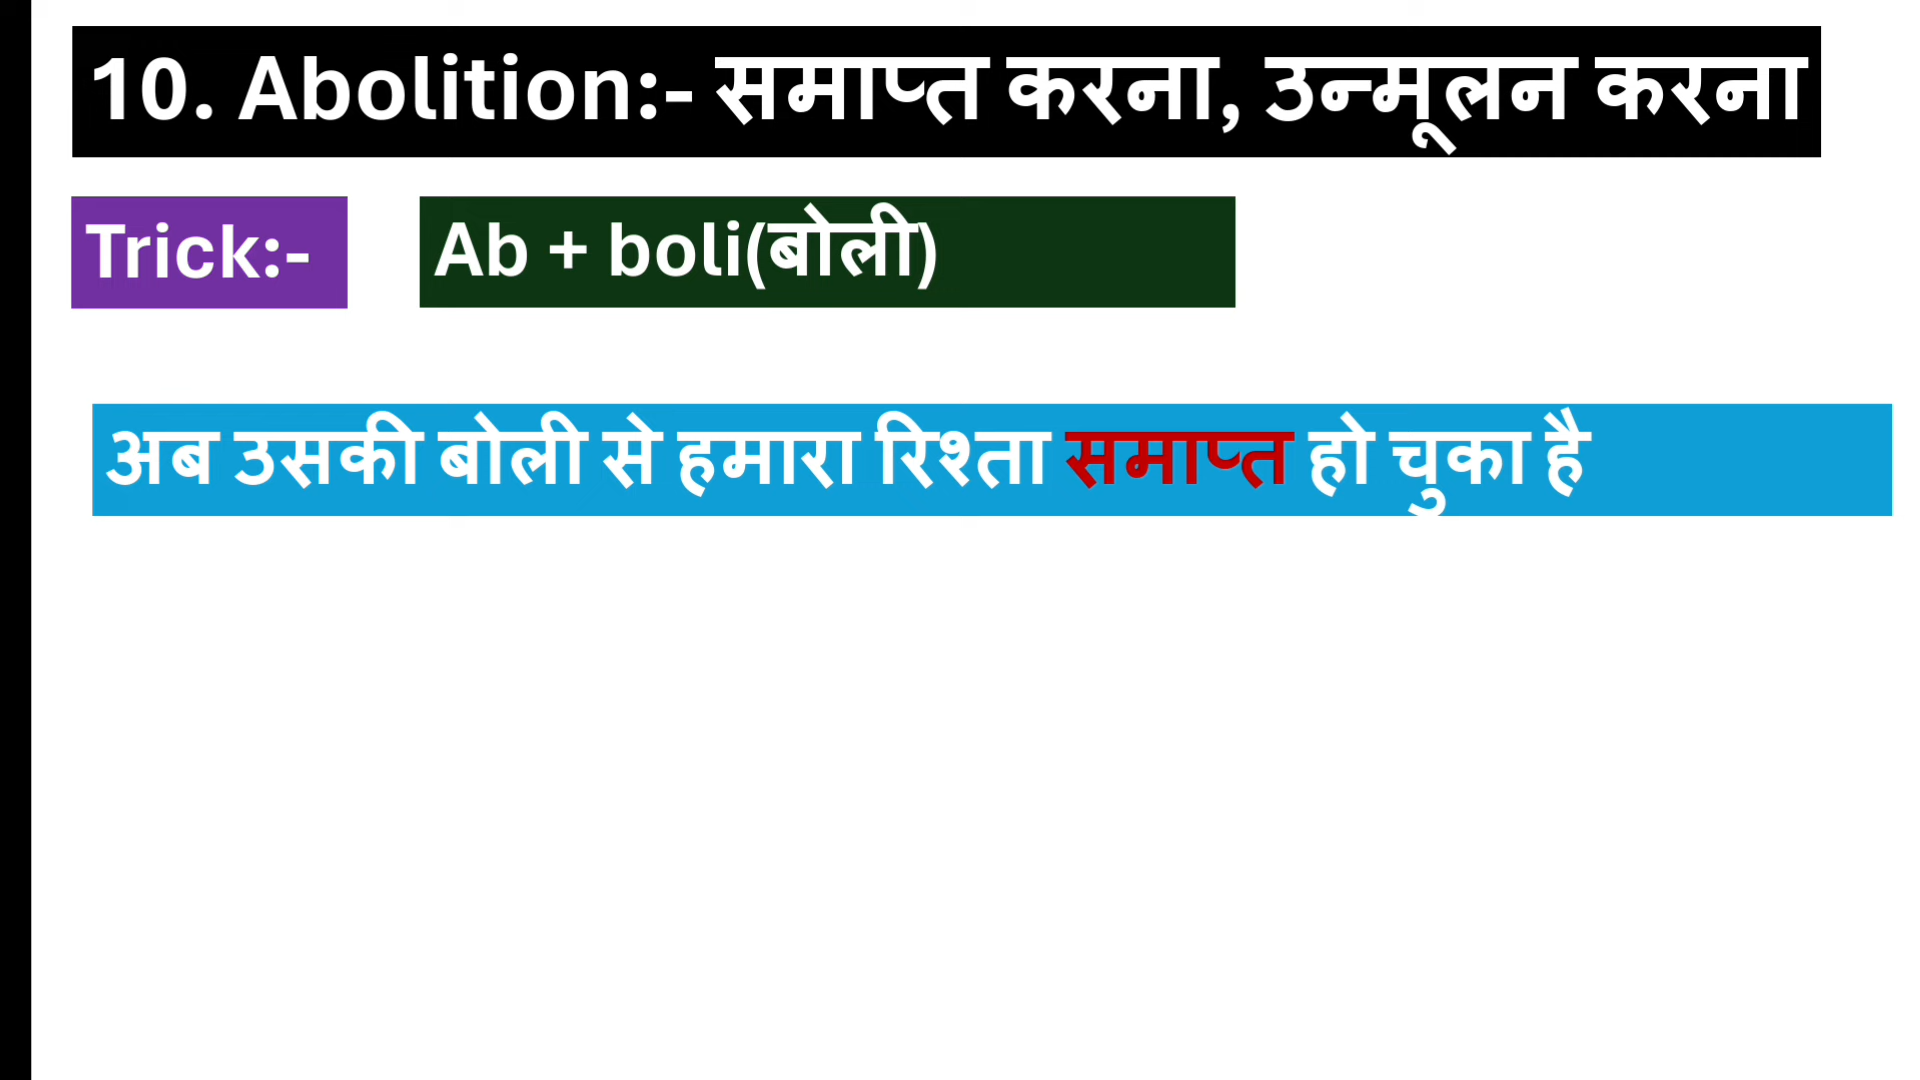 10. Abolition:- समाप्त करना, उन्मूलन करना
Trick:- Ab + boli(बोली)
अब उसकी बोली से हमारा रिश्ता समाप्त हो चुका है